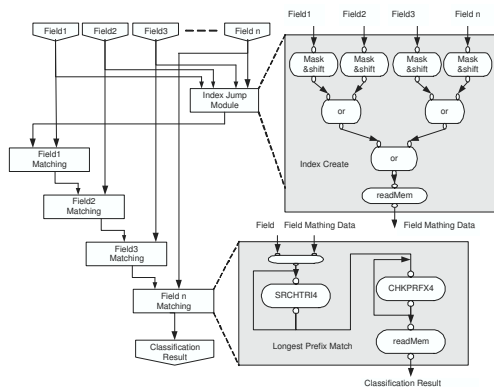 Field1
Field2
Field3
Field n
Field1
Field2
Field3
Field n
Mask
&shift
Mask
&shift
Mask
&shift
Mask
&shift
Index Jump
Module
or
or
or
Index Create
readMem
Field1
Matching
Field2
Matching
Field3
Matching
Field n
Matching
Classification
Result
Field Mathing Data
Field
Field Mathing Data
SRCHTRI4
CHKPRFX4
readMem
Longest Prefix Match
Classification Result